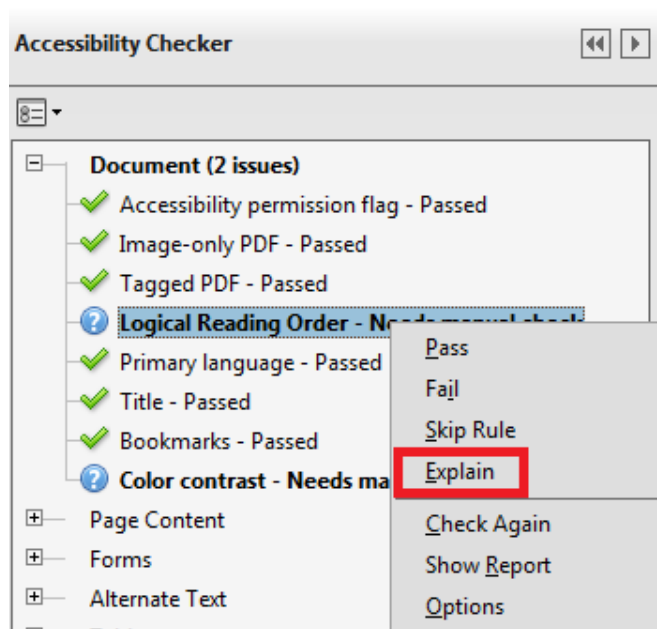 Accessibility Checker
Document (2 issues)
Accessibility permission flag - Passed
Image-only PDF - Passed
Tagged PDF - Passed
Logical Reading Order - Needs manual check
Primary language - Passed
Title - Passed
Bookmarks - Passed
Color contrast - Needs ma
Page Content
Forms
Alternate Text
Pass
Fail
Skip Rule
Explain
Check Again
Show Report
Options